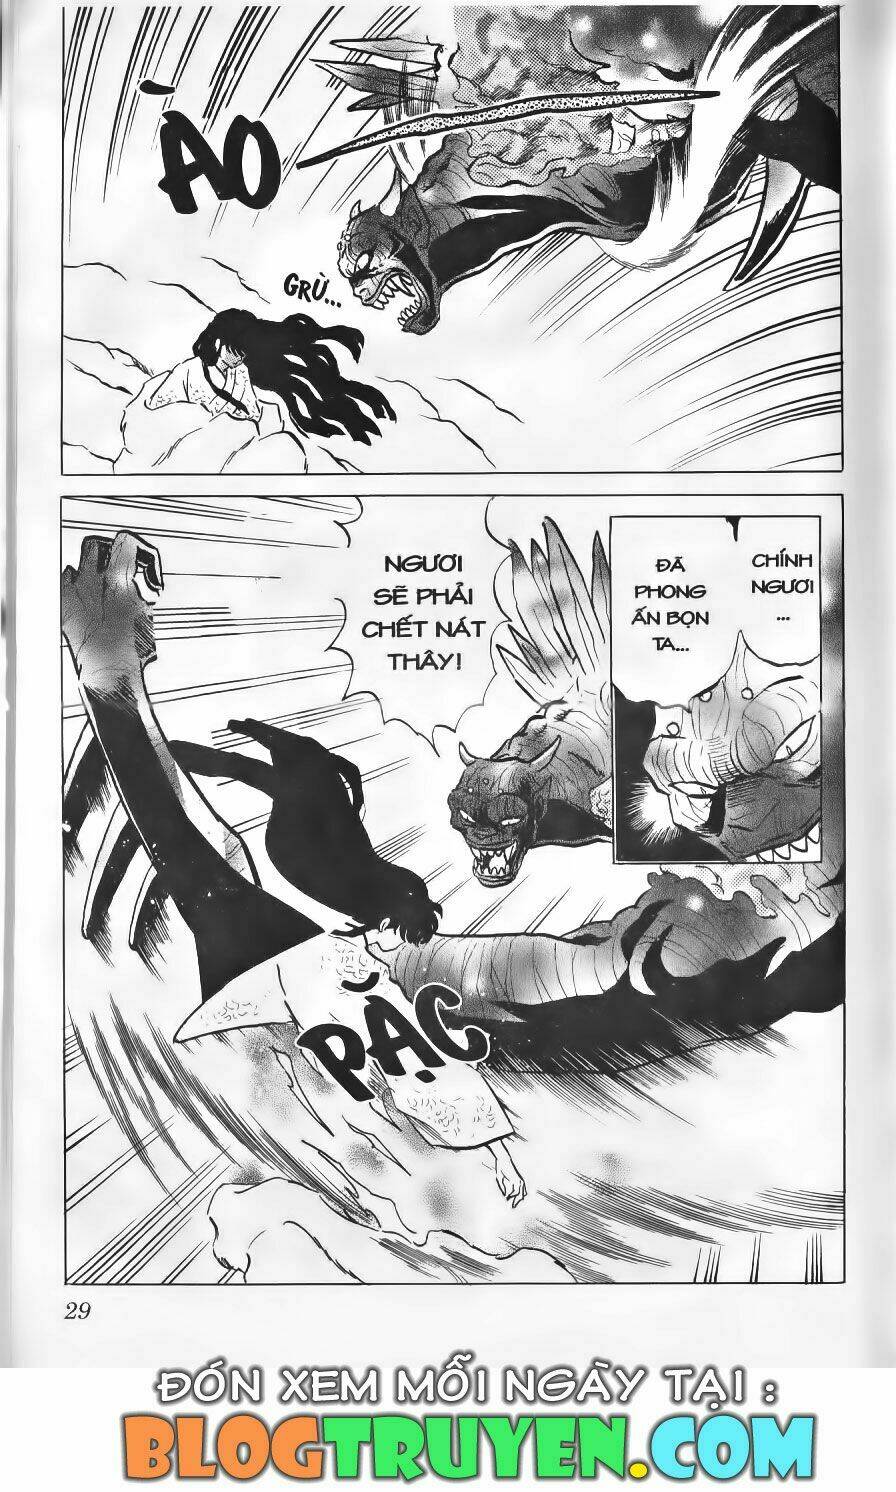 ÀO
GRỪ...
CHÍNH
NGƯƠI
...
ĐÃ
PHONG
ẤN BỌN
TA...
NGƯƠI
SẼ PHẢI
CHẾT NÁT
THÂY!
PẶC
29
ĐÓN XEM MỖI NGÀY TẠI :
BLOGTRUYEN.COM